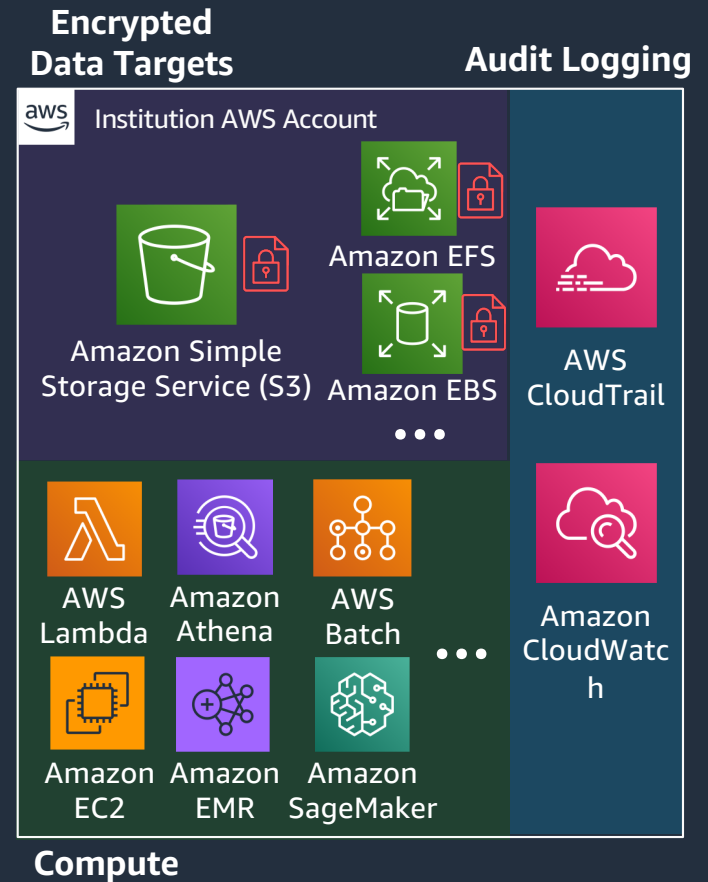 Encrypted
Data Targets
Audit Logging
aws
Institution AWS Account
Amazon EFS
Amazon Simple
Storage Service (S3)
Amazon EBS
...
AWS
CloudTrail
AWS
Lambda
Amazon
Athena
AWS
Batch
...
Amazon
EC2
Amazon
EMR
Amazon
SageMaker
Amazon
CloudWatc
h
Compute